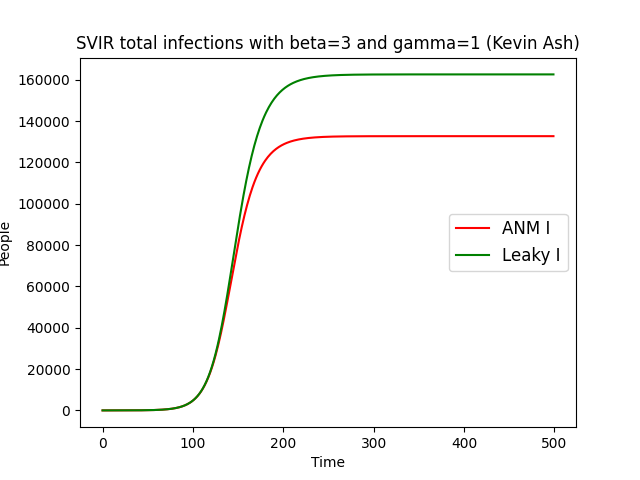 SVIR total infections with beta=3 and gamma=1 (Kevin Ash)
160000
140000
120000
100000
80000
60000
40000
20000
0
People
ANM I
Leaky I
0 100 200 300 400 500
Time